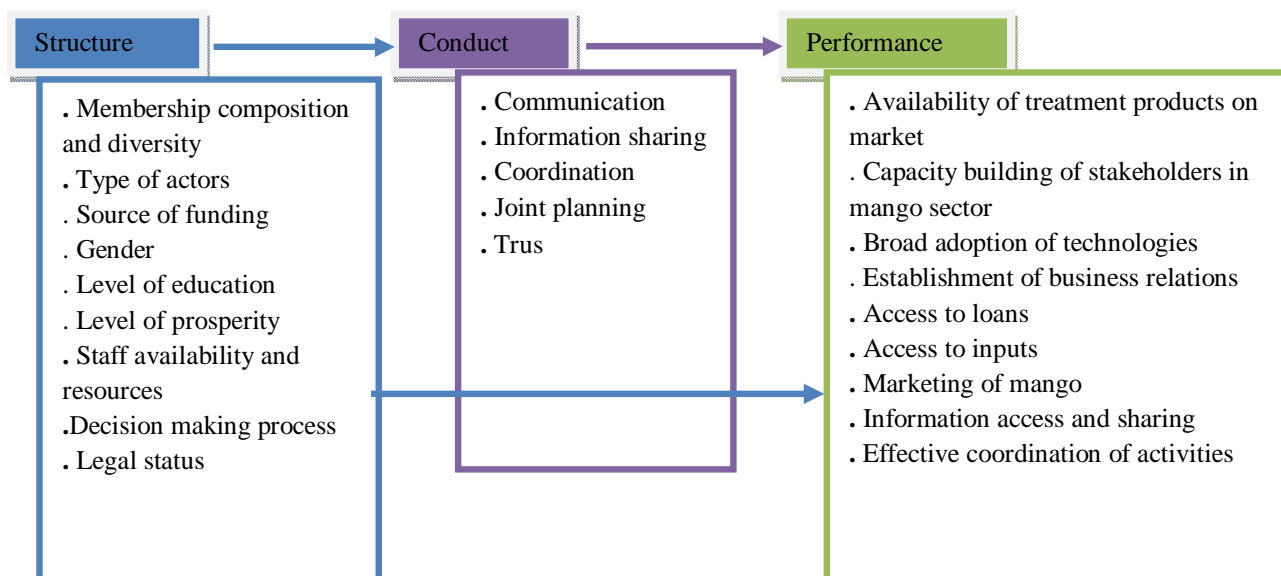 Structure
Conduct
Performance
. Membership composition
and diversity
. Type of actors
. Source of funding
. Gender
. Level of education
. Level of prosperity
. Staff availability and
resources
.Decision making process
. Legal status
. Communication
. Information sharing
. Coordination
. Joint planning
. Trus
. Availability of treatment products on
market
. Capacity building of stakeholders in
mango sector
. Broad adoption of technologies
. Establishment of business relations
. Access to loans
. Access to inputs
. Marketing of mango
. Information access and sharing
. Effective coordination of activities